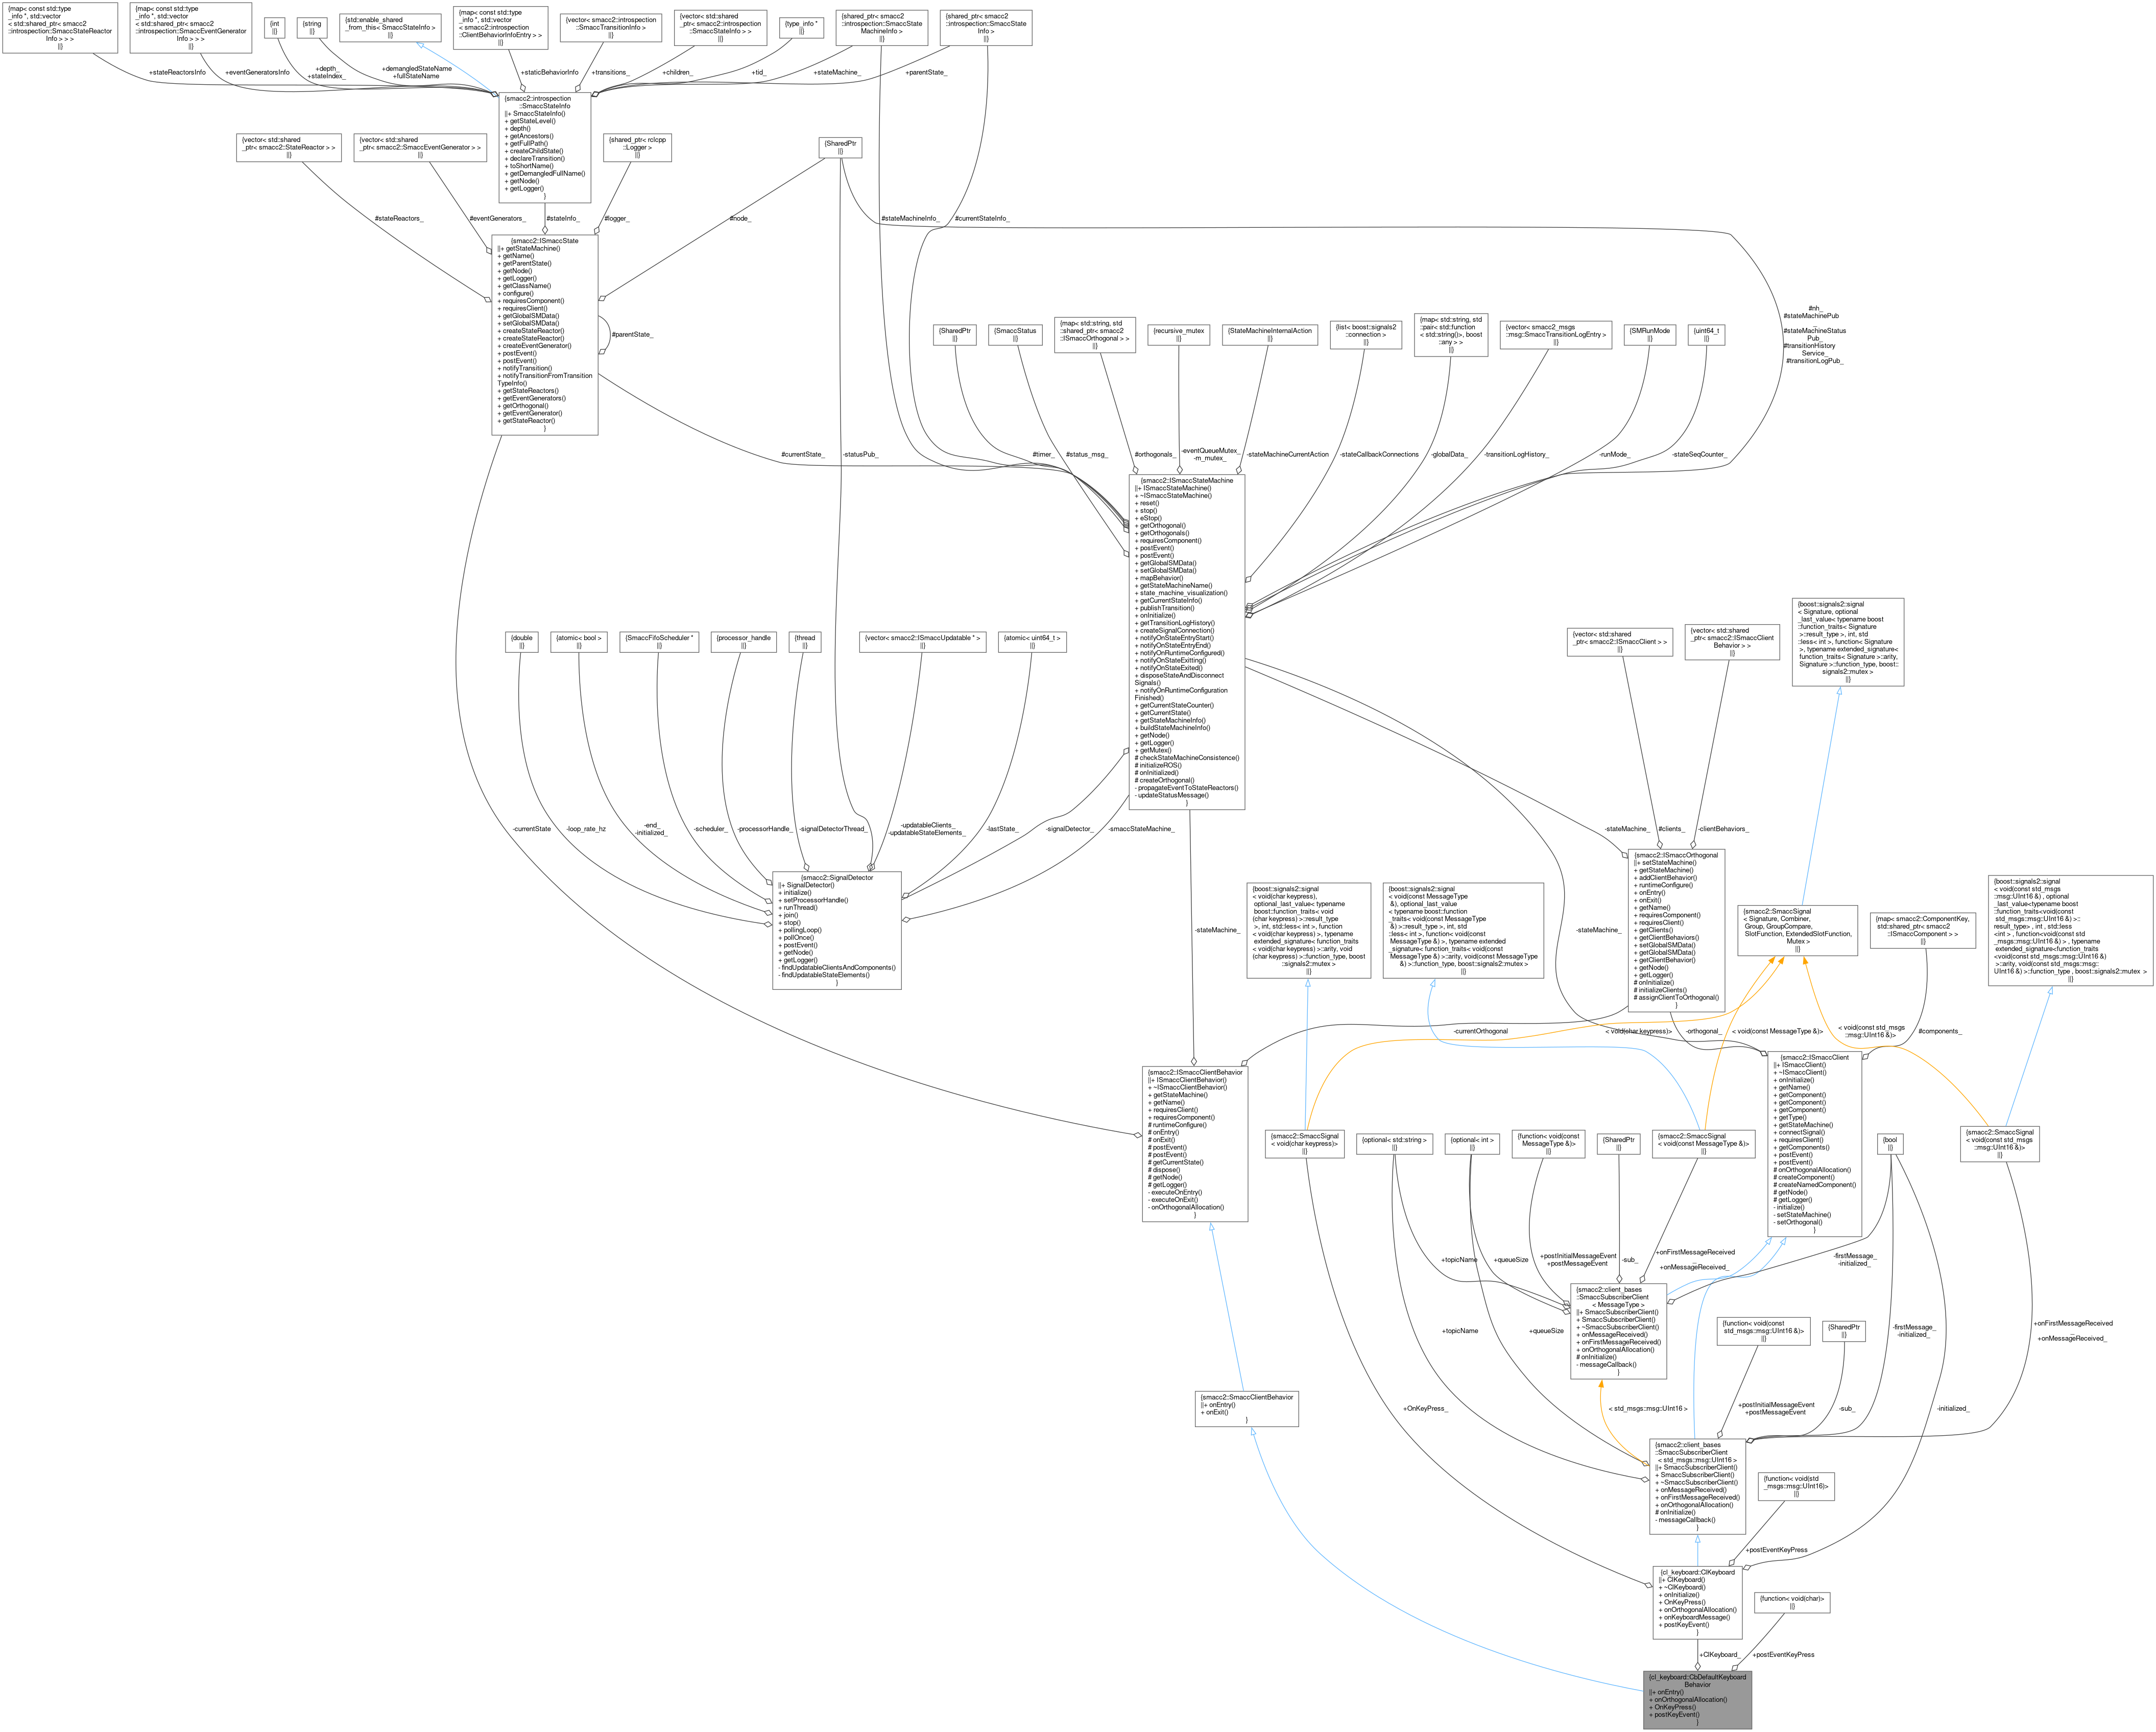 {map< const std::type
_info *, std::vector
< std::shared_ptr< smacc2
::introspection::SmaccStateReactor
Info > > >
||}
{map< const std::type
_info *, std::vector
< std::shared_ptr< smacc2
::introspection::SmaccEventGenerator
Info > > >
||}
{int
||}
{string
||}
{std::enable_shared
_from_this< SmaccStateInfo >
||}
{map< const std::type
_info *, std::vector
< smacc2::introspection
::ClientBehaviorInfoEntry > >
||}
{vector< smacc2::introspection
::SmaccTransitionInfo >
||}
{vector< std::shared
_ptr< smacc2::introspection
::SmaccStateInfo > >
||}
{type_info *
||}
{shared_ptr< smacc2
::introspection::SmaccState
MachineInfo >
||}
{shared_ptr< smacc2
::introspection::SmaccState
Info >
||}
+stateReactorsInfo
+eventGeneratorsInfo
+depth_
+stateIndex_
+demangledStateName
+fullStateName
+staticBehaviorInfo
+transitions_
+children_
+tid_
+stateMachine_
+parentState_
{smacc2::introspection
::SmaccStateInfo
||+ SmaccStateInfo()
+ getStateLevel()
+ depth()
+ getAncestors()
+ getFullPath()
+ createChildState()
+ declareTransition()
+ toShortName()
+ getDemangledFullName()
+ getNode()
+ getLogger()
}
{vector< std::shared
_ptr< smacc2::StateReactor > >
||}
{vector< std::shared
_ptr< smacc2::SmaccEventGenerator > >
||}
{shared_ptr< rclcpp
::Logger >
||}
{SharedPtr
||}
#stateReactors_
#eventGenerators_
#stateInfo_
#logger_
#node_
#stateMachineInfo_
#currentStateInfo_
{smacc2::ISmaccState
||+ getStateMachine()
+ getName()
+ getParentState()
+ getNode()
+ getLogger()
+ getClassName()
+ configure()
+ requiresComponent()
+ requiresClient()
+ getGlobalSMData()
+ setGlobalSMData()
+ createStateReactor()
+ createStateReactor()
+ createEventGenerator()
+ postEvent()
+ postEvent()
+ notifyTransition()
+ notifyTransitionFromTransition
TypeInfo()
+ getStateReactors()
+ getEventGenerators()
+ getOrthogonal()
+ getEventGenerator()
+ getStateReactor()
}
#parentState_
{SharedPtr
||}
{SmaccStatus
||}
{map< std::string, std
::shared_ptr< smacc2
::ISmaccOrthogonal > >
||}
{recursive_mutex
||}
{StateMachineInternalAction
||}
{list< boost::signals2
::connection >
||}
{map< std::string, std
::pair< std::function
< std::string()>, boost
::any > >
||}
{vector< smacc2_msgs
::msg::SmaccTransitionLogEntry >
||}
{SMRunMode
||}
{uint64_t
||}
#nh_
#stateMachinePub
_
#stateMachineStatus
Pub_
#transitionHistory
Service_
#transitionLogPub_
#currentState_
-statusPub_
#timer_
#status_msg_
#orthogonals_
-eventQueueMutex_
-m_mutex_
-stateMachineCurrentAction
-stateCallbackConnections
-globalData_
-transitionLogHistory_
-runMode_
-stateSeqCounter_
{smacc2::ISmaccStateMachine
||+ ISmaccStateMachine()
+ ~ISmaccStateMachine()
+ reset()
+ stop()
+ eStop()
+ getOrthogonal()
+ getOrthogonals()
+ requiresComponent()
+ postEvent()
+ postEvent()
+ getGlobalSMData()
+ setGlobalSMData()
+ mapBehavior()
+ getStateMachineName()
+ state_machine_visualization()
+ getCurrentStateInfo()
+ publishTransition()
+ onInitialize()
+ getTransitionLogHistory()
+ createSignalConnection()
+ notifyOnStateEntryStart()
+ notifyOnStateEntryEnd()
+ notifyOnRuntimeConfigured()
+ notifyOnStateExitting()
+ notifyOnStateExited()
+ disposeStateAndDisconnect
Signals()
+ notifyOnRuntimeConfiguration
Finished()
+ getCurrentStateCounter()
+ getCurrentState()
+ getStateMachineInfo()
+ buildStateMachineInfo()
+ getNode()
+ getLogger()
+ getMutex()
# checkStateMachineConsistence()
# initializeROS()
# onInitialized()
# createOrthogonal()
- propagateEventToStateReactors()
- updateStatusMessage()
}
{double
||}
{atomic< bool >
||}
{SmaccFifoScheduler *
||}
{processor_handle
||}
{thread
||}
{vector< smacc2::ISmaccUpdatable * >
||}
{atomic< uint64_t >
||}
{vector< std::shared
_ptr< smacc2::ISmaccClient > >
||}
{vector< std::shared
_ptr< smacc2::ISmaccClient
Behavior > >
||}
{boost::signals2::signal
< Signature, optional
_last_value< typename boost
::function_traits< Signature
>::result_type >, int, std
::less< int >, function< Signature
>, typename extended_signature<
function_traits< Signature >::arity,
Signature >::function_type, boost::
signals2::mutex >
||}
-currentState
-loop_rate_hz
-end_
-initialized_
-scheduler_
-processorHandle_
-signalDetectorThread_
-updatableClients_
-updatableStateElements_
-lastState_
-signalDetector_
-smaccStateMachine_
-stateMachine_
#clients_
-clientBehaviors_
{smacc2::SignalDetector
||+ SignalDetector()
+ initialize()
+ setProcessorHandle()
+ runThread()
+ join()
+ stop()
+ pollingLoop()
+ pollOnce()
+ postEvent()
+ getNode()
+ getLogger()
- findUpdatableClientsAndComponents()
- findUpdatableStateElements()
}
{smacc2::ISmaccOrthogonal
||+ setStateMachine()
+ getStateMachine()
+ addClientBehavior()
+ runtimeConfigure()
+ onEntry()
+ onExit()
+ getName()
+ requiresComponent()
+ requiresClient()
+ getClients()
+ getClientBehaviors()
+ setGlobalSMData()
+ getGlobalSMData()
+ getClientBehavior()
+ getNode()
+ getLogger()
# onInitialize()
# initializeClients()
# assignClientToOrthogonal()
}
{boost::signals2::signal
< void(char keypress),
optional_last_value< typename
boost::function_traits< void
(char keypress) >::result_type
>, int, std::less< int >, function
< void(char keypress) >, typename
extended_signature< function_traits
< void(char keypress) >::arity, void
(char keypress) >::function_type, boost
::signals2::mutex >
||}
{boost::signals2::signal
< void(const MessageType
&), optional_last_value
< typename boost::function
_traits< void(const MessageType
&) >::result_type >, int, std
::less< int >, function< void(const
MessageType &) >, typename extended
_signature< function_traits< void(const
MessageType &) >::arity, void(const MessageType
&) >::function_type, boost::signals2::mutex >
||}
{smacc2::SmaccSignal
< Signature, Combiner,
Group, GroupCompare,
SlotFunction, ExtendedSlotFunction,
Mutex >
||}
{map< smacc2::ComponentKey,
std::shared_ptr< smacc2
::ISmaccComponent > >
||}
{boost::signals2::signal
< void(const std_msgs
::msg::UInt16 &) , optional
_last_value<typename boost
::function_traits<void(const
std_msgs::msg::UInt16 &) >::
result_type> , int , std::less
<int > , function<void(const std
_msgs::msg::UInt16 &) > , typename
extended_signature<function_traits
<void(const std_msgs::msg::UInt16 &)
>::arity, void(const std_msgs::msg::
UInt16 &) >::function_type , boost::signals2::mutex >
||}
-stateMachine_
-stateMachine_
-currentOrthogonal
< void(char keypress)>
-orthogonal_
< void(const MessageType &)>
< void(const std_msgs
::msg::UInt16 &)>
#components_
{smacc2::ISmaccClientBehavior
||+ ISmaccClientBehavior()
+ ~ISmaccClientBehavior()
+ getStateMachine()
+ getName()
+ requiresClient()
+ requiresComponent()
# runtimeConfigure()
# onEntry()
# onExit()
# postEvent()
# postEvent()
# getCurrentState()
# dispose()
# getNode()
# getLogger()
- executeOnEntry()
- executeOnExit()
- onOrthogonalAllocation()
}
{smacc2::ISmaccClient
||+ ISmaccClient()
+ ~ISmaccClient()
+ onInitialize()
+ getName()
+ getComponent()
+ getComponent()
+ getComponent()
+ getType()
+ getStateMachine()
+ connectSignal()
+ requiresClient()
+ getComponents()
+ postEvent()
+ postEvent()
# onOrthogonalAllocation()
# createComponent()
# createNamedComponent()
# getNode()
# getLogger()
- initialize()
- setStateMachine()
- setOrthogonal()
}
{smacc2::SmaccSignal
< void(char keypress)>
||}
{optional< std::string >
||}
{optional< int >
||}
{function< void(const
MessageType &)>
||}
{SharedPtr
||}
{smacc2::SmaccSignal
< void(const MessageType &)>
||}
{bool
||}
{smacc2::SmaccSignal
< void(const std_msgs
::msg::UInt16 &)>
||}
+topicName
+queueSize
+postInitialMessageEvent
+postMessageEvent
-sub_
+onFirstMessageReceived
_
+onMessageReceived_
-firstMessage_
-initialized_
{smacc2::client_bases
::SmaccSubscriberClient
< MessageType >
||+ SmaccSubscriberClient()
+ SmaccSubscriberClient()
+ ~SmaccSubscriberClient()
+ onMessageReceived()
+ onFirstMessageReceived()
+ onOrthogonalAllocation()
# onInitialize()
- messageCallback()
}
{function< void(const
std_msgs::msg::UInt16 &)>
||}
{SharedPtr
||}
+topicName
+queueSize
-firstMessage_
-initialized_
+onFirstMessageReceived
_
+onMessageReceived_
{smacc2::SmaccClientBehavior
||+ onEntry()
+ onExit()
}
+OnKeyPress_
< std_msgs::msg::UInt16 >
+postInitialMessageEvent
+postMessageEvent
-sub_
-initialized_
{smacc2::client_bases
::SmaccSubscriberClient
< std_msgs::msg::UInt16 >
||+ SmaccSubscriberClient()
+ SmaccSubscriberClient()
+ ~SmaccSubscriberClient()
+ onMessageReceived()
+ onFirstMessageReceived()
+ onOrthogonalAllocation()
# onInitialize()
- messageCallback()
}
{function< void(std
_msgs::msg::UInt16)>
||}
+postEventKeyPress
{cl_keyboard::ClKeyboard
||+ ClKeyboard()
+ ~ClKeyboard()
+ onInitialize()
+ OnKeyPress()
+ onOrthogonalAllocation()
+ onKeyboardMessage()
+ postKeyEvent()
}
{function< void(char)>
||}
+ClKeyboard_
+postEventKeyPress
{cl_keyboard::CbDefaultKeyboard
Behavior
||+ onEntry()
+ onOrthogonalAllocation()
+ OnKeyPress()
+ postKeyEvent()
}